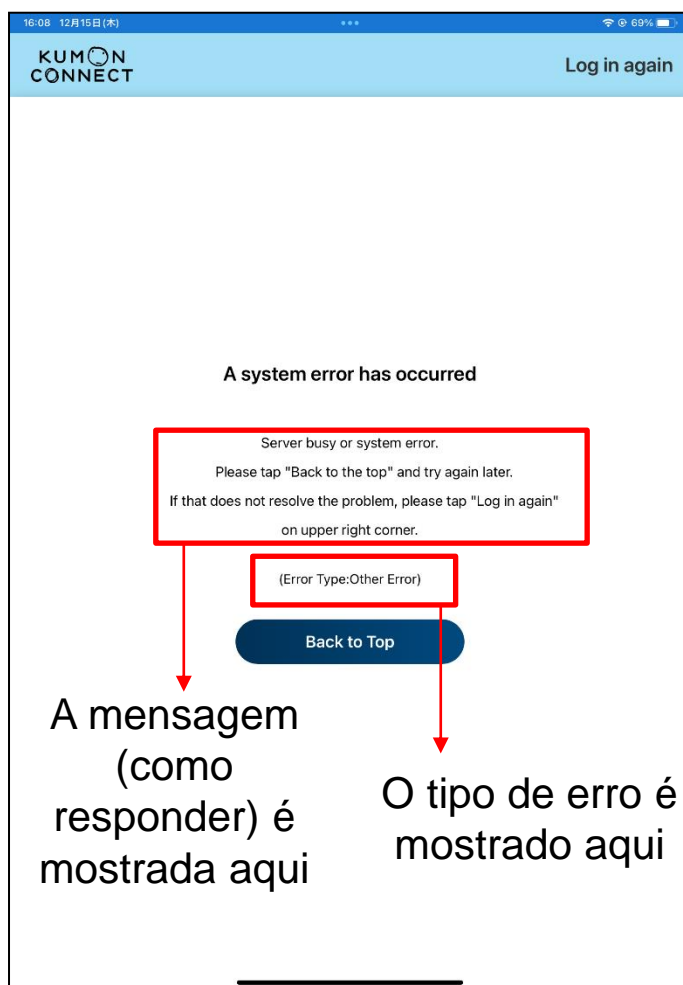 16:08 12月15日(木)
69%
KUMON
CONNECT
Log in again
A system error has occurred
Server busy or system error.
Please tap "Back to the top" and try again later.
If that does not resolve the problem, please tap "Log in again"
on upper right corner.
(Error Type:Other Error)
Back to Top
A mensagem
(como
responder) é
mostrada aqui
O tipo de erro é
mostrado aqui